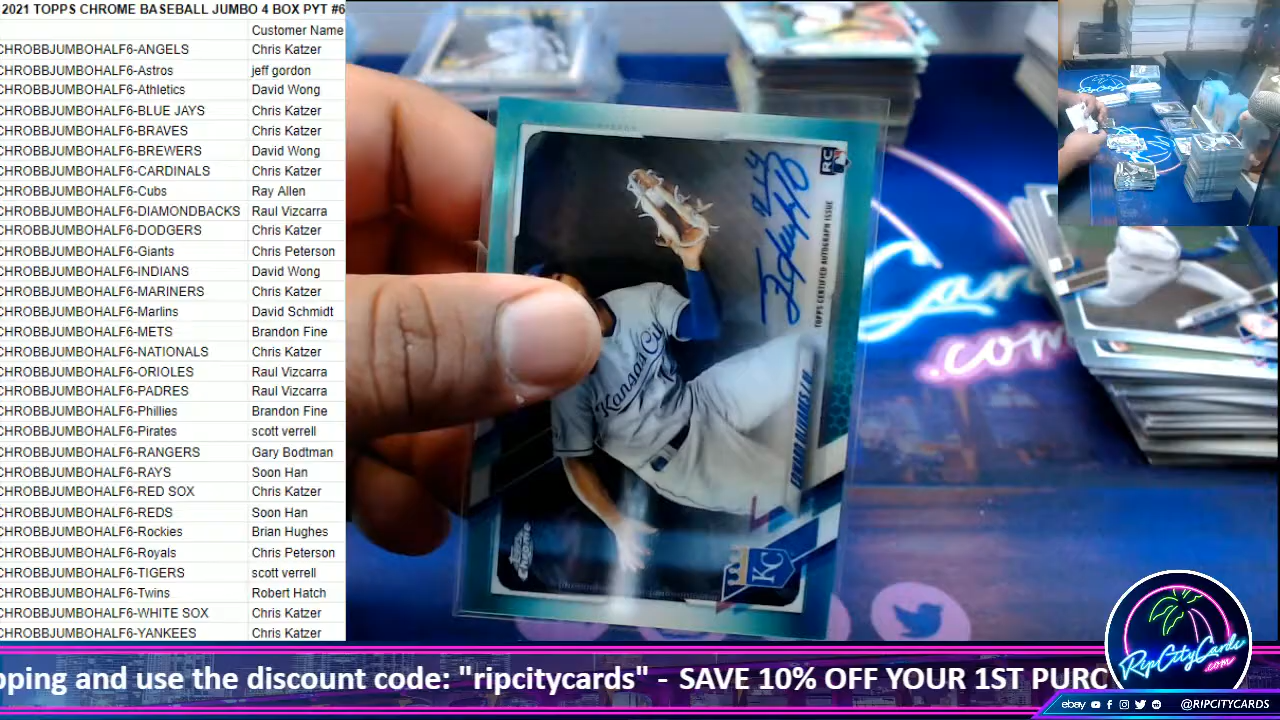 2021 TOPPS CHROME BASEBALL JUMBO 4 BOX PYT #6
Customer Name
CHROBBJUMBOHALF6-ANGELS Chris Katzer
CHROBBJUMBOHALF6-Astros jeff gordon
CHROBBJUMBOHALF6-Athletics David Wong
CHROBBJUMBOHALF6-BLUE JAYS Chris Katzer
CHROBBJUMBOHALF6-BRAVES Chris Katzer
CHROBBJUMBOHALF6-BREWERS David Wong
CHROBBJUMBOHALF6-CARDINALS Chris Katzer
CHROBBJUMBOHALF6-Cubs Ray Allen
CHROBBJUMBOHALF6-DIAMONDBACKS Raul Vizcarra
CHROBBJUMBOHALF6-DODGERS Chris Katzer
CHROBBJUMBOHALF6-Giants Chris Peterson
CHROBBJUMBOHALF6-INDIANS David Wong
CHROBBJUMBOHALF6-MARINERS Chris Katzer
CHROBBJUMBOHALF6-Marlins David Schmidt
CHROBBJUMBOHALF6-METS Brandon Fine
CHROBBJUMBOHALF6-NATIONALS Chris Katzer
CHROBBJUMBOHALF6-ORIOLES Raul Vizcarra
CHROBBJUMBOHALF6-PADRES Raul Vizcarra
CHROBBJUMBOHALF6-Phillies Brandon Fine
CHROBBJUMBOHALF6-Pirates scott verrell
CHROBBJUMBOHALF6-RANGERS Gary Bodtman
CHROBBJUMBOHALF6-RAYS Soon Han
CHROBBJUMBOHALF6-RED SOX Chris Katzer
CHROBBJUMBOHALF6-REDS Soon Han
CHROBBJUMBOHALF6-Rockies Brian Hughes
CHROBBJUMBOHALF6-Royals Chris Peterson
CHROBBJUMBOHALF6-TIGERS scott verrell
CHROBBJUMBOHALF6-Twins Robert Hatch
CHROBBJUMBOHALF6-WHITE SOX Chris Katzer
CHROBBJUMBOHALF6-YANKEES Chris Katzer
RC
TOPPS CERTIFIED AUTOGRAPH ISSUE
Kansas Ci
Topps
chrome
KC
.com
RipCityCards
.com
pping and use the discount code: "ripcitycards" - SAVE 10% OFF YOUR 1ST PURC
ebay @RIPCITYCARDS